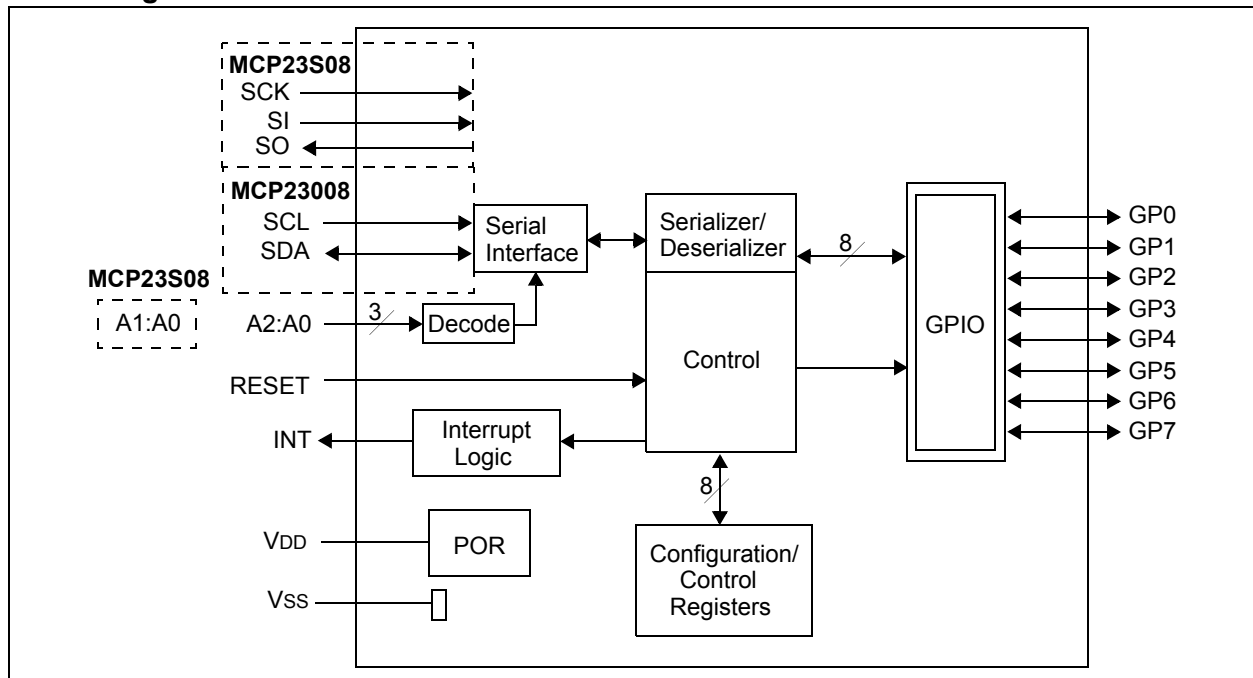 MCP23S08
SCK
SI
SO
MCP23008
SCL
SDA
Serial
Interface
Serializer/
Deserializer
8
MCP23S08
A1:A0
A2:A0
3
Decode
Control
GPIO
GP0
GP1
GP2
GP3
GP4
GP5
GP6
GP7
RESET
INT
Interrupt
Logic
8
VDD
POR
Configuration/
Control
Registers
VSS